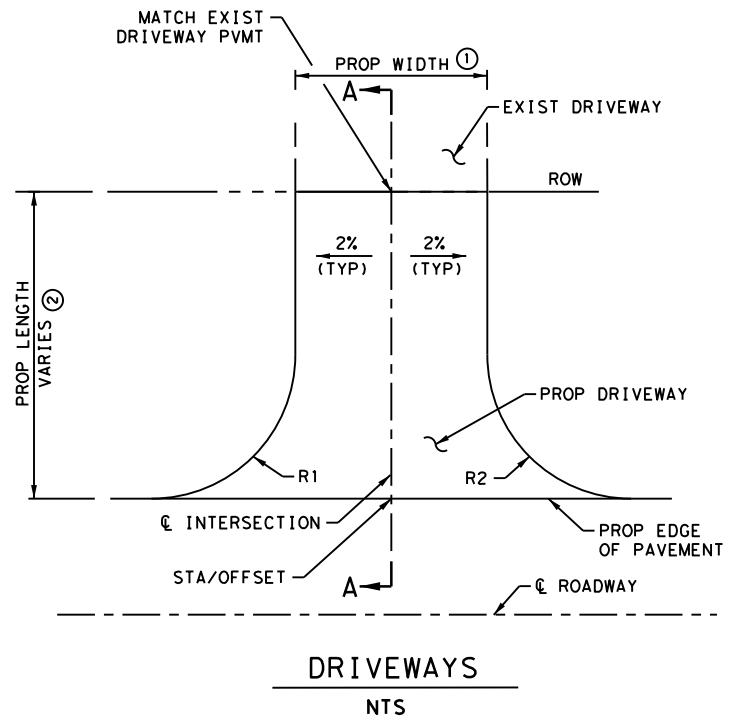 MATCH EXIST
DRIVEWAY PVMT
PROP WIDTH ①
A
EXIST DRIVEWAY
ROW
2%
(TYP)
2%
(TYP)
PROP LENGTH
VARIES ②
PROP DRIVEWAY
R1
R2
℄ INTERSECTION
PROP EDGE
OF PAVEMENT
STA/OFFSET
A
℄ ROADWAY
DRIVEWAYS
NTS